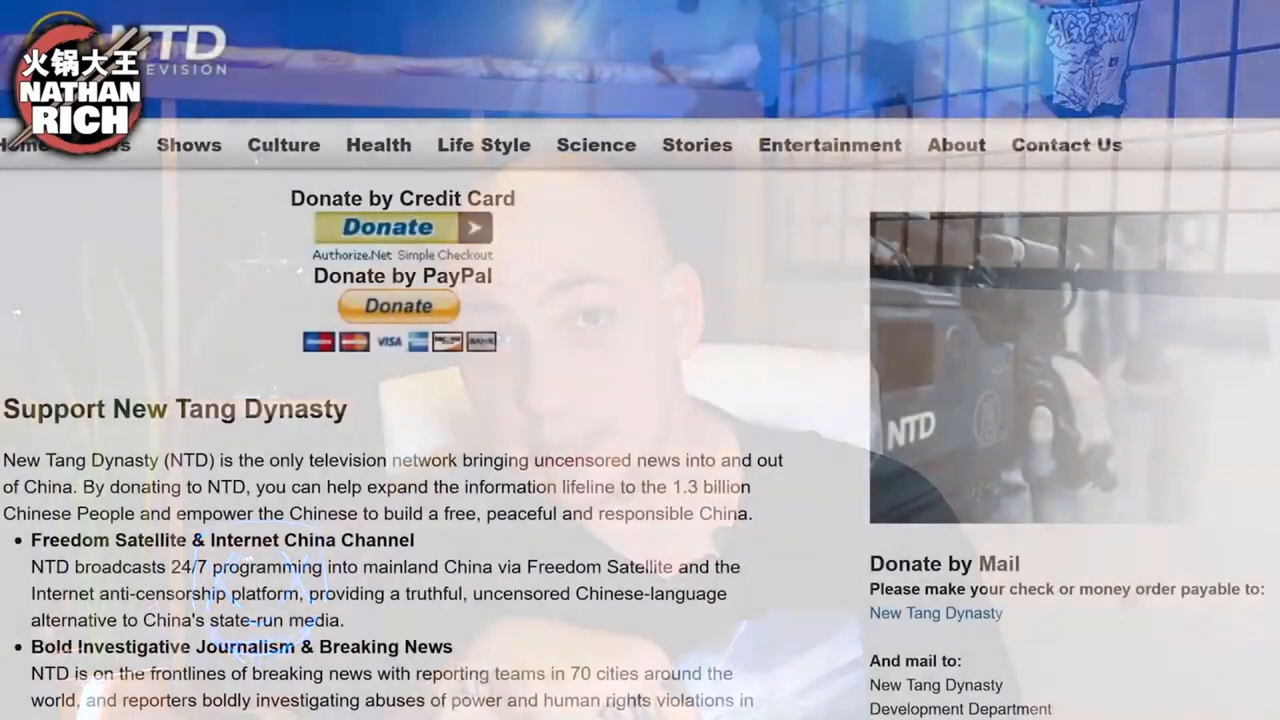 NTD
火锅大王
NATHAN
RICH
Shows Culture Health Life Style Science Stories Entertainment About Contact Us
Donate by Credit Card
Donate
Authorize.Net Simple Checkout
Donate by PayPal
Donate
VISA
Support New Tang Dynasty
New Tang Dynasty (NTD) is the only television network bringing uncensored news into and out
of China. By donating to NTD, you can help expand the information lifeline to the 1.3 billion
Chinese People and empower the Chinese to build a free, peaceful and responsible China.
• Freedom Satellite & Internet China Channel
NTD broadcasts 24/7 programming into mainland China via Freedom Satellite and the
Internet anti-censorship platform, providing a truthful, uncensored Chinese-language
alternative to China's state-run media.
• Bold Investigative Journalism & Breaking News
NTD is on the frontlines of breaking news with reporting teams in 70 cities around the
world, and reporters boldly investigating abuses of power and human rights violations in
NTD
Donate by Mail
Please make your check or money order payable to:
New Tang Dynasty
And mail to:
New Tang Dynasty
Development Department